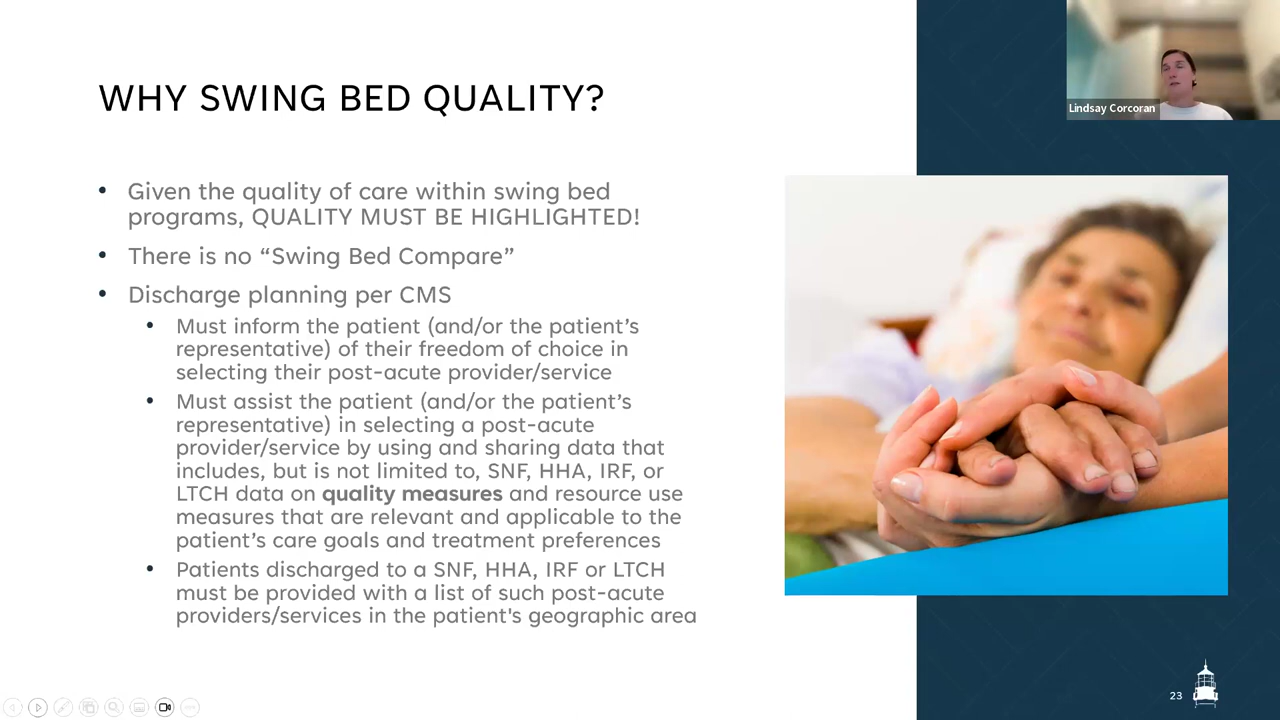 WHY SWING BED QUALITY?
Lindsay Corcoran
• Given the quality of care within swing bed
programs, QUALITY MUST BE HIGHLIGHTED!
• There is no “Swing Bed Compare”
• Discharge planning per CMS
• Must inform the patient (and/or the patient’s
representative) of their freedom of choice in
selecting their post-acute provider/service
• Must assist the patient (and/or the patient’s
representative) in selecting a post-acute
provider/service by using and sharing data that
includes, but is not limited to, SNF, HHA, IRF, or
LTCH data on quality measures and resource use
measures that are relevant and applicable to the
patient’s care goals and treatment preferences
• Patients discharged to a SNF, HHA, IRF or LTCH
must be provided with a list of such post-acute
providers/services in the patient's geographic area
23